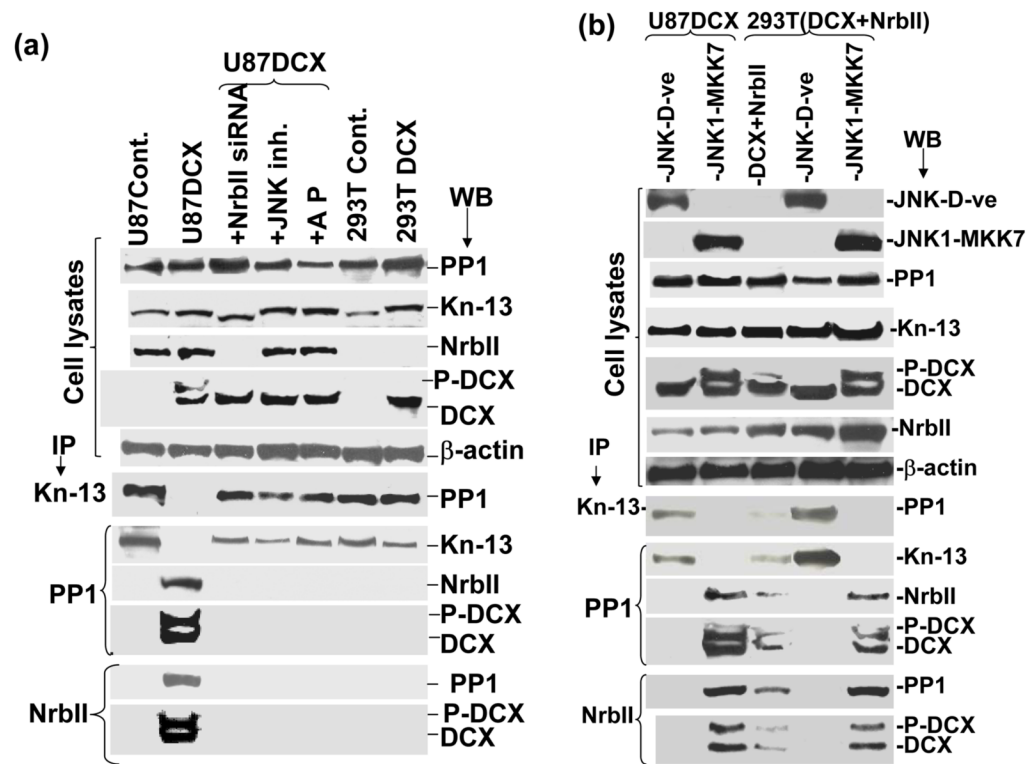 (a)
U87DCX
U87Cont.
U87DCX
+NrbII siRNA
+JNK inh.
+A P
293T Cont
293T DCX
WB
Cell lysates
PP1
Kn-13
NrbII
P-DCX
DCX
β-actin
IP
Kn-13
PP1
PP1
Kn-13
NrbII
P-DCX
DCX
NrbII
PP1
P-DCX
DCX
(b)
U87DCX 293T(DCX+NrbII)
-JNK-D-ve
-JNK1-MKK7
-DCX+NrbII
-JNK-D-ve
-JNK1-MKK7
WB
Cell lysates
-JNK-D-ve
-JNK1-MKK7
-PP1
-Kn-13
-P-DCX
-DCX
-NrbII
-β-actin
IP
Kn-13-
-PP1
PP1
-Kn-13
-NrbII
-P-DCX
-DCX
NrbII
-PP1
-P-DCX
-DCX